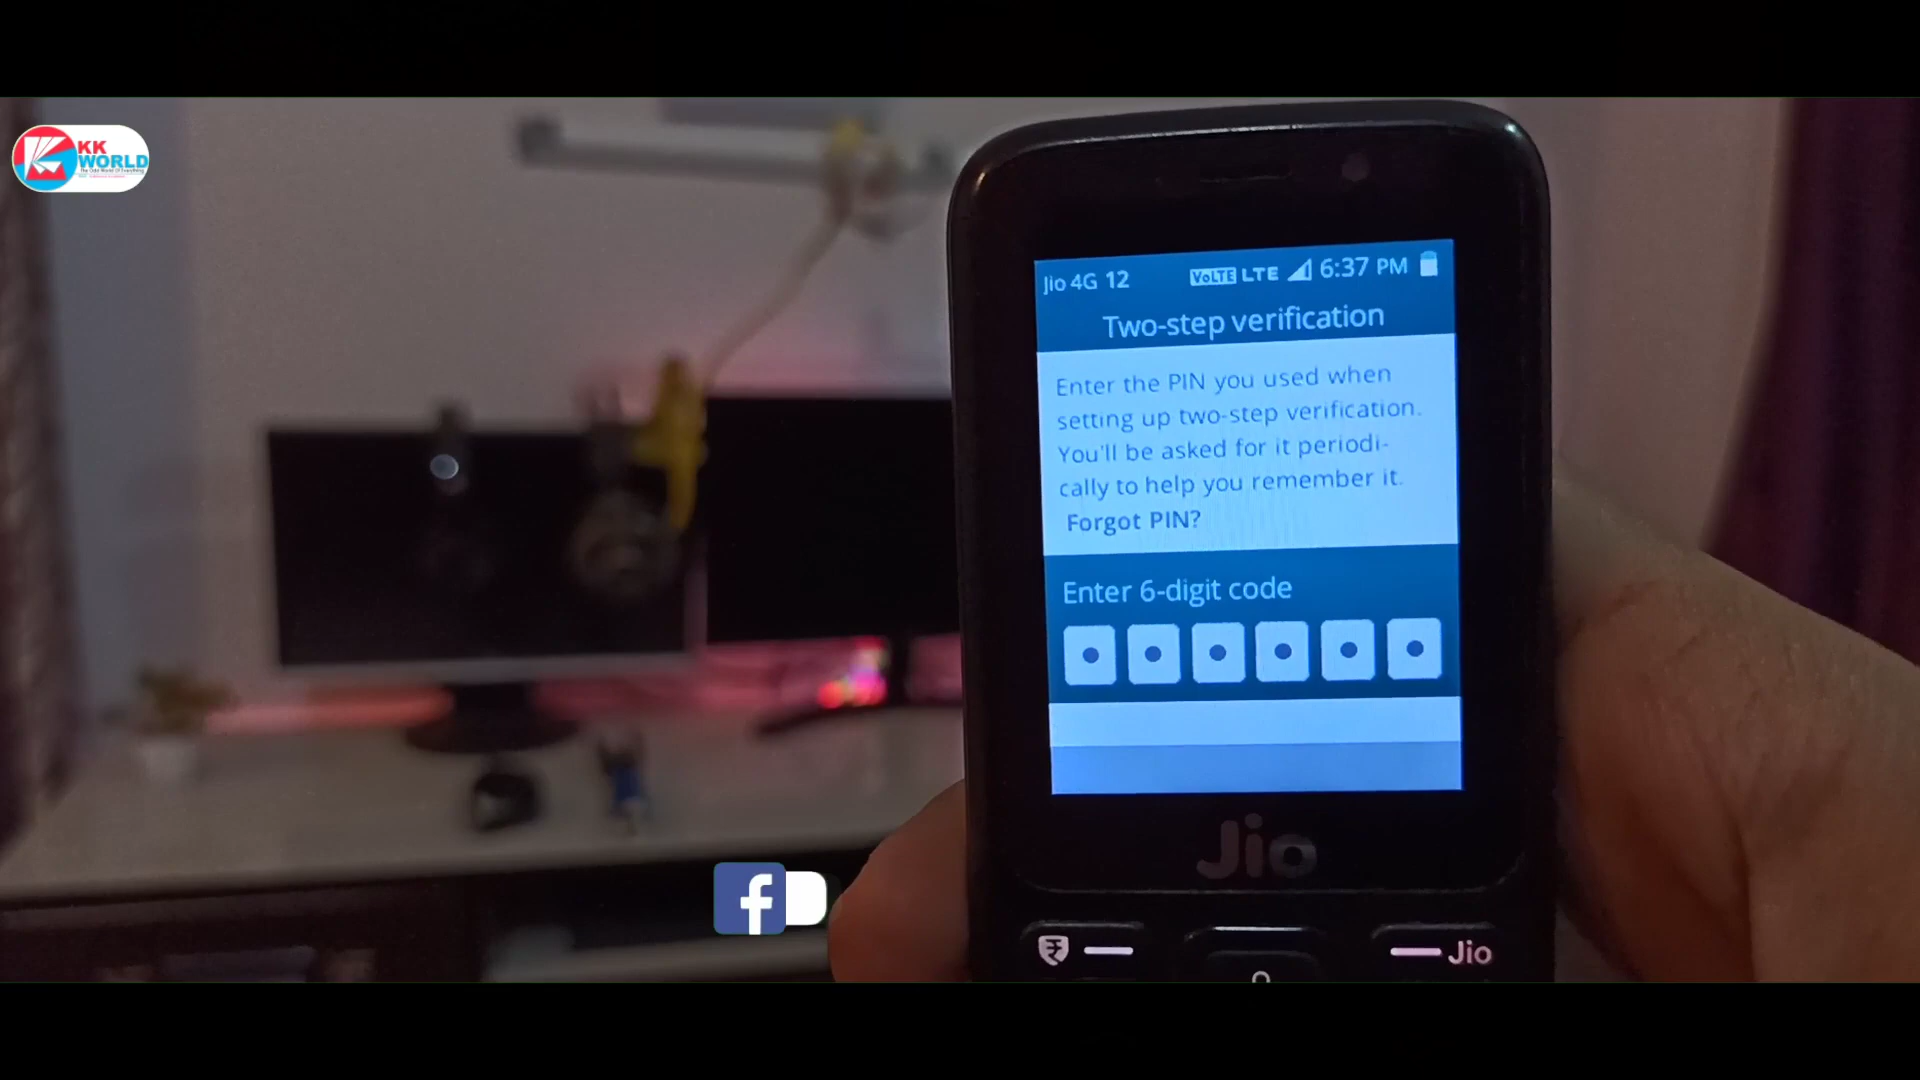 KK
WORLD
Jio 4G 12 VoLTE LTE 6:37 PM
Two-step verification
Enter the PIN you used when
setting up two-step verification.
You'll be asked for it periodi-
cally to help you remember it.
Forgot PIN?
Enter 6-digit code
Jio
f
₹
Jio